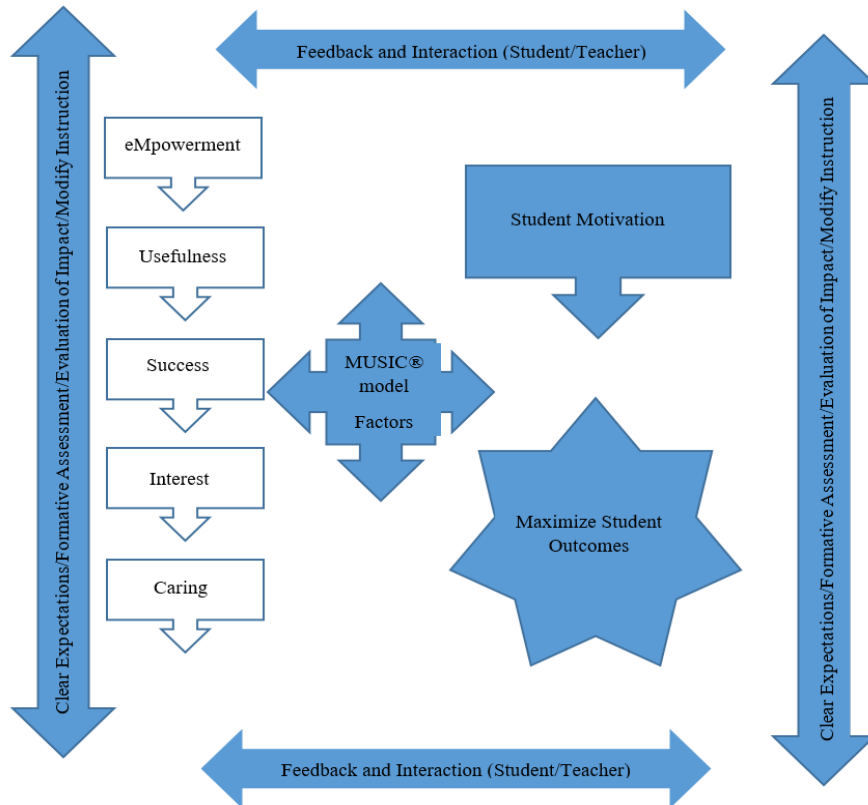 Feedback and Interaction (Student/Teacher)
Clear Expectations/Formative Assessment/Evaluation of Impact/Modify Instruction
eMpowerment
Usefulness
Success
Interest
Caring
MUSIC® model
Factors
Student Motivation
Maximize Student
Outcomes
Clear Expectations/Formative Assessment/Evaluation of Impact/Modify Instruction
Feedback and Interaction (Student/Teacher)